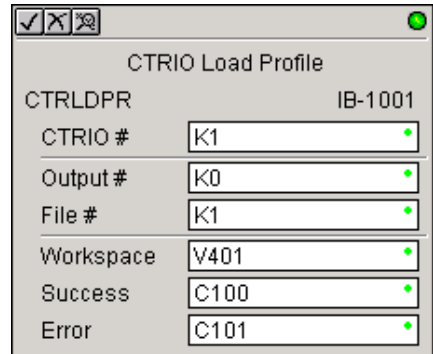 CTRIO Load Profile
CTRLDPR IB-1001
CTRIO # K1
Output # K0
File # K1
Workspace V401
Success C100
Error C101